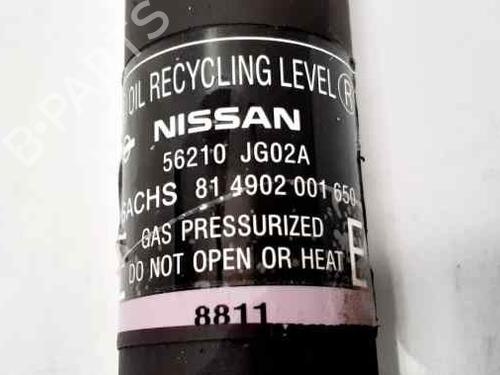 OIL RECYCLING LEVEL R
NISSAN
56210 JG02A
SACHS 81 4902 001 650
GAS PRESSURIZED
DO NOT OPEN OR HEAT
E
8811
B-PARTS